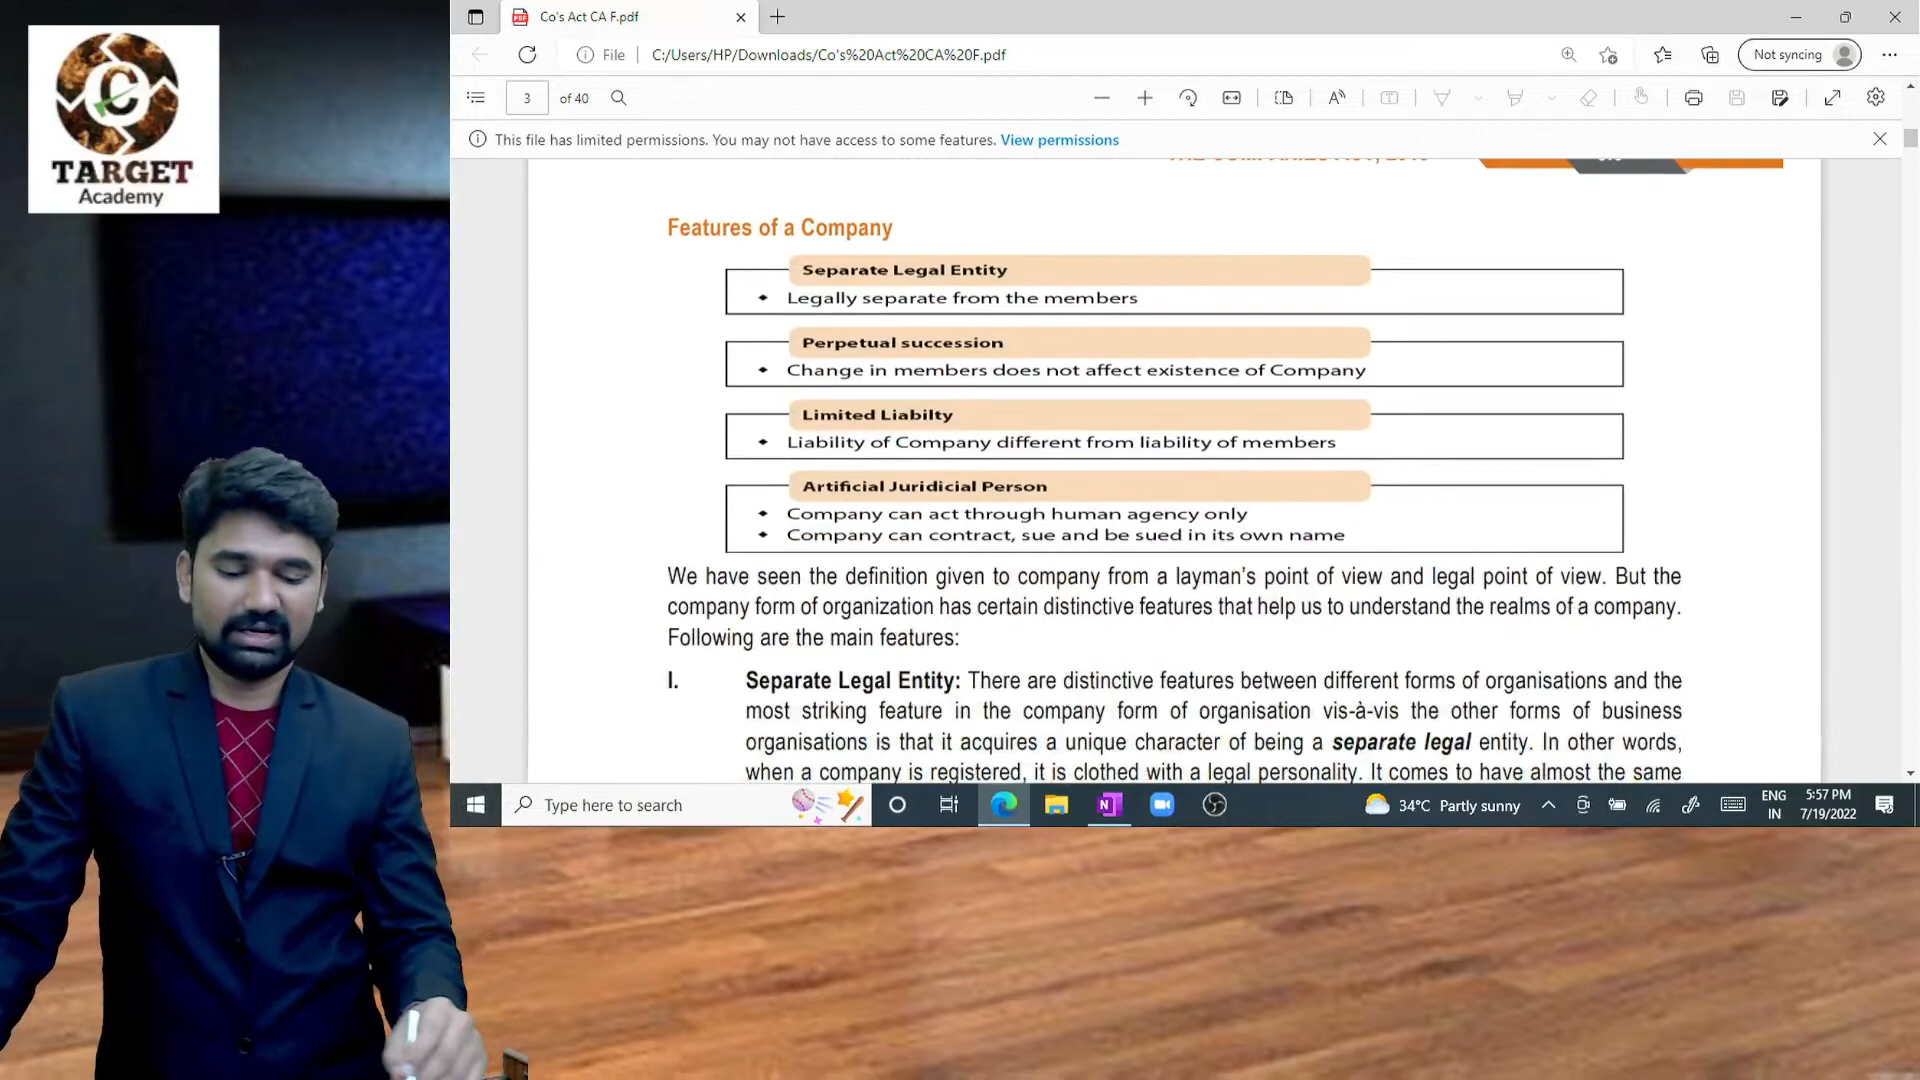 C
TARGET
Academy
Co's Act CA F.pdf
File C:/Users/HP/Downloads/Co's%20Act%20CA%20F.pdf
Not syncing
3 of 40
This file has limited permissions. You may not have access to some features. View permissions
Features of a Company
Separate Legal Entity
• Legally separate from the members
Perpetual succession
• Change in members does not affect existence of Company
Limited Liabilty
• Liability of Company different from liability of members
Artificial Juridicial Person
• Company can act through human agency only
• Company can contract, sue and be sued in its own name
We have seen the definition given to company from a layman's point of view and legal point of view. But the
company form of organization has certain distinctive features that help us to understand the realms of a company.
Following are the main features:
I. Separate Legal Entity: There are distinctive features between different forms of organisations and the
most striking feature in the company form of organisation vis-à-vis the other forms of business
organisations is that it acquires a unique character of being a separate legal entity. In other words,
when a company is registered, it is clothed with a legal personality. It comes to have almost the same
Type here to search
34°C Partly sunny
ENG
IN
5:57 PM
7/19/2022